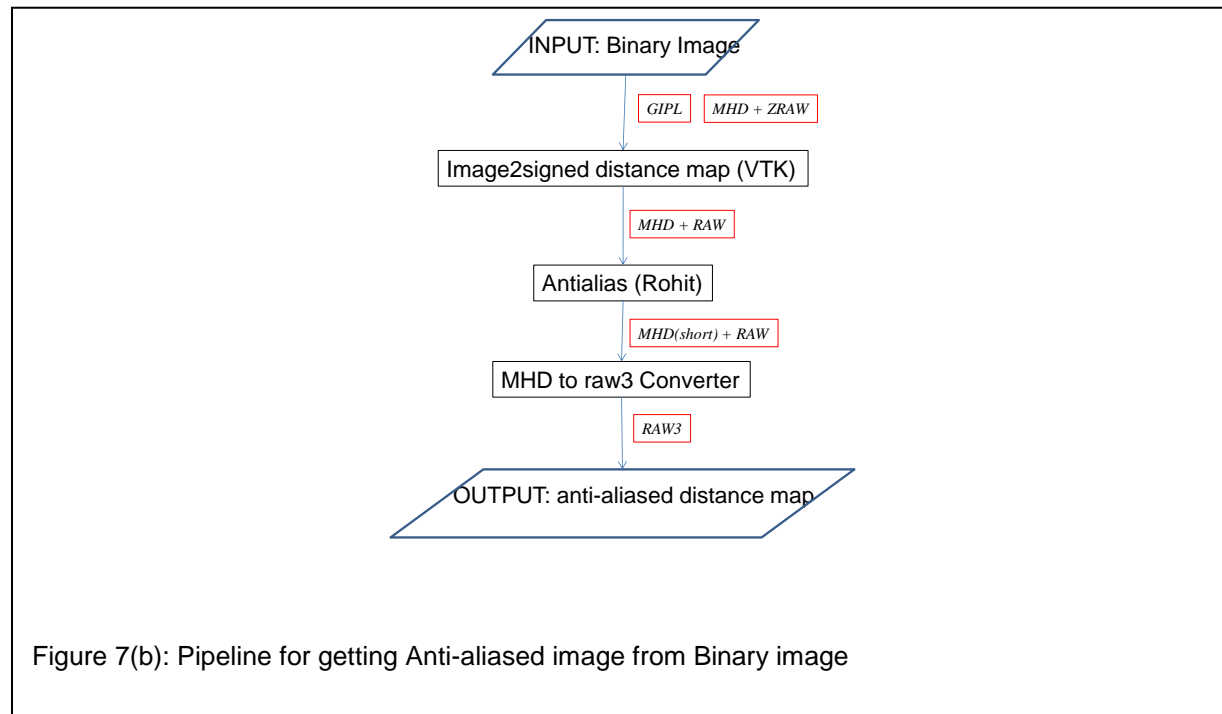 INPUT: Binary Image
GIPL
MHD + ZRAW
Image2signed distance map (VTK)
MHD + RAW
Antialias (Rohit)
MHD(short) + RAW
MHD to raw3 Converter
RAW3
OUTPUT: anti-aliased distance map
Figure 7(b): Pipeline for getting Anti-aliased image from Binary image